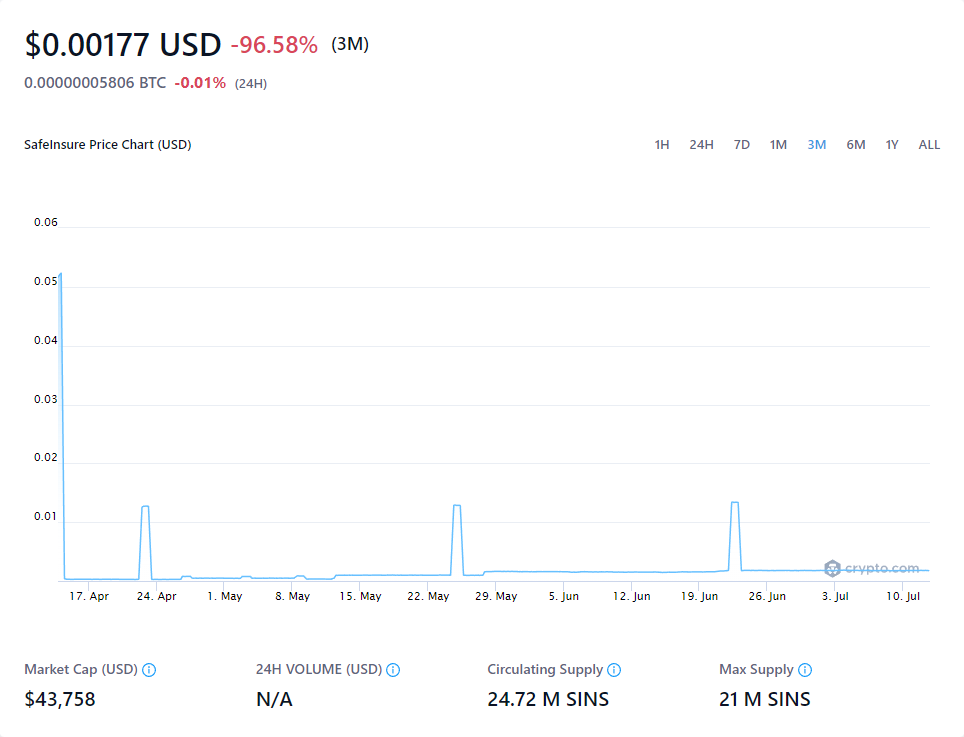 $0.00177 USD -96.58% (3M)
0.00000005806 BTC -0.01% (24H)
SafeInsure Price Chart (USD) 1H 24H 7D 1M 3M 6M 1Y ALL
0.06
0.05
0.04
0.03
0.02
0.01
crypto.com
17. Apr 24. Apr 1. May 8. May 15. May 22. May 29. May 5. Jun 12. Jun 19. Jun 26. Jun 3. Jul 10. Jul
Market Cap (USD) 24H VOLUME (USD) Circulating Supply Max Supply
$43,758 N/A 24.72 M SINS 21 M SINS